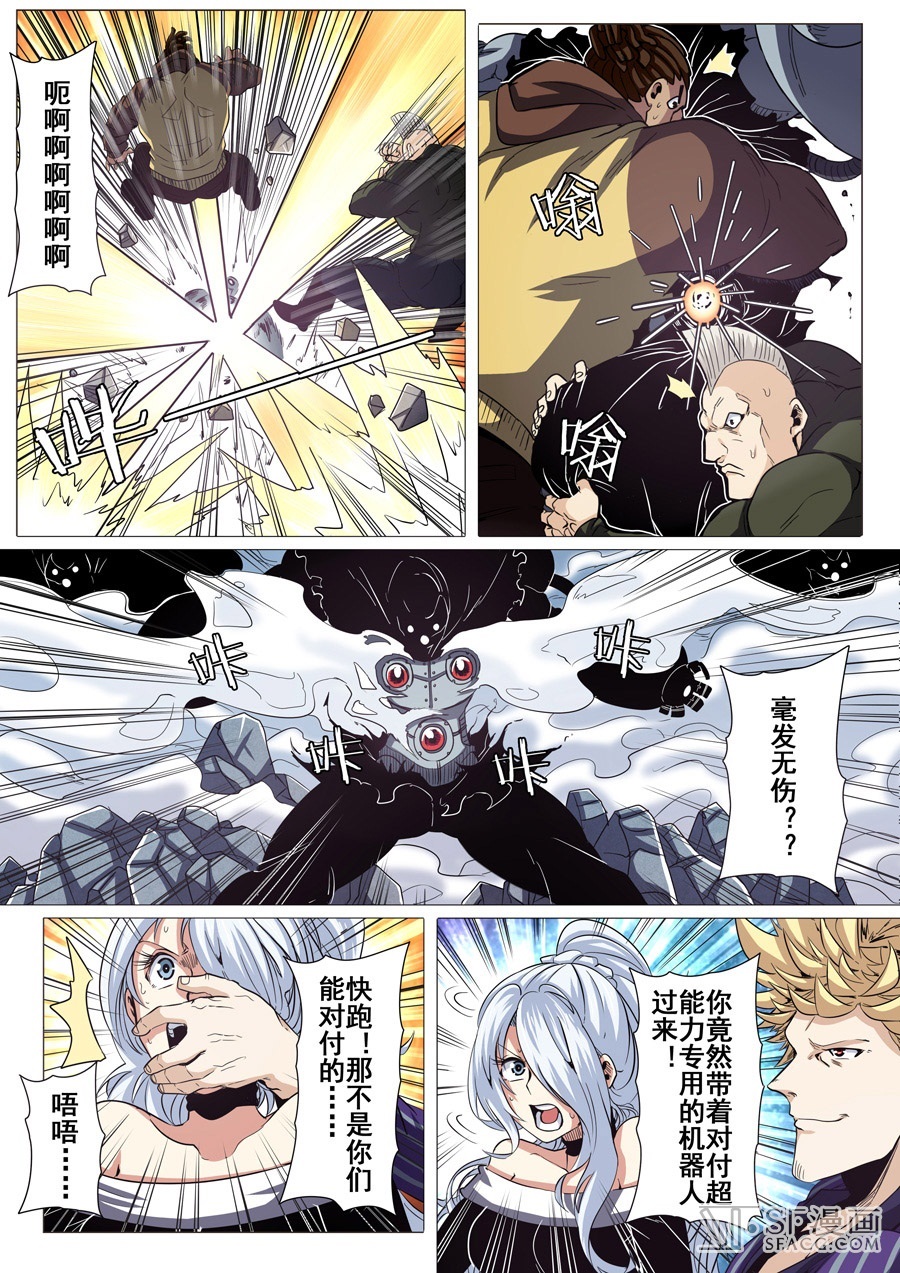 嗡
嗡
呃啊啊啊啊啊
咔
咔
咔
咔
毫发无伤？？
你竟然带着对付超
能力专用的机器人
过来！
快跑！那不是你们
能对付的……
唔唔……
SF漫画
SFACG.COM